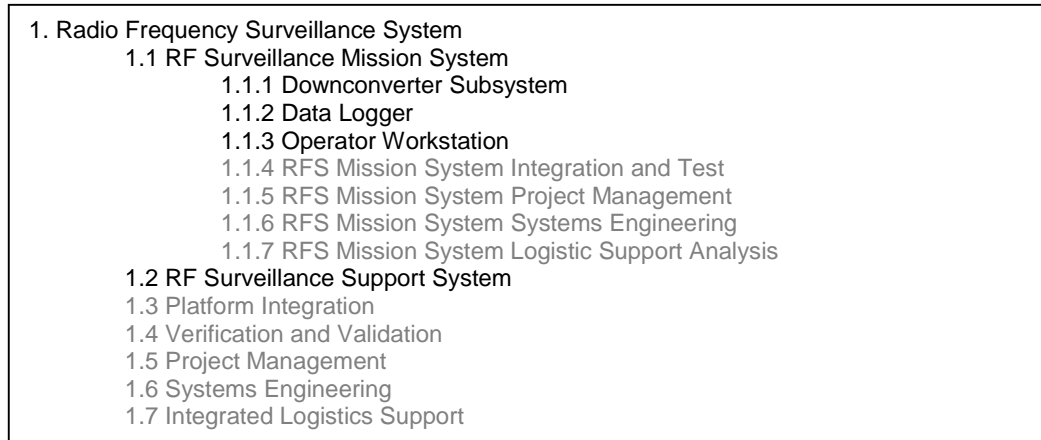 1. Radio Frequency Surveillance System
1.1 RF Surveillance Mission System
1.1.1 Downconverter Subsystem
1.1.2 Data Logger
1.1.3 Operator Workstation
1.1.4 RFS Mission System Integration and Test
1.1.5 RFS Mission System Project Management
1.1.6 RFS Mission System Systems Engineering
1.1.7 RFS Mission System Logistic Support Analysis
1.2 RF Surveillance Support System
1.3 Platform Integration
1.4 Verification and Validation
1.5 Project Management
1.6 Systems Engineering
1.7 Integrated Logistics Support